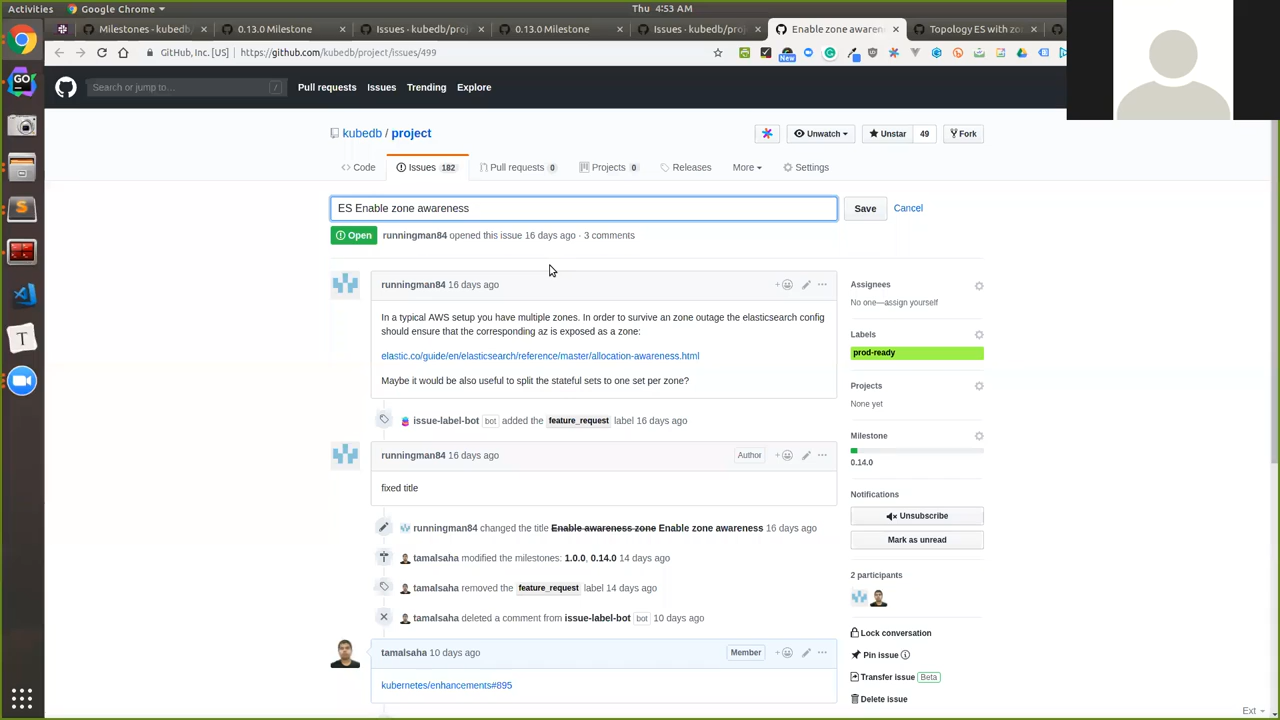 Activities
Google Chrome
Thu 4:53 AM
Milestones - kubedb/
0.13.0 Milestone
Issues · kubedb/pro
0.13.0 Milestone
Issues · kubedb/pro
Enable zone awaren
Topology ES with zo
GitHub, Inc. [US]
https://github.com/kubedb/project/issues/499
New
Search or jump to...
/
Pull requests
Issues
Trending
Explore
kubedb / project
Unwatch
Unstar
49
Fork
Code
Issues 182
Pull requests 0
Projects 0
Releases
More
Settings
ES Enable zone awareness
Save
Cancel
Open
runningman84 opened this issue 16 days ago · 3 comments
runningman84 16 days ago
In a typical AWS setup you have multiple zones. In order to survive an zone outage the elasticsearch config
should ensure that the corresponding az is exposed as a zone:
elastic.co/guide/en/elasticsearch/reference/master/allocation-awareness.html
Maybe it would be also useful to split the stateful sets to one set per zone?
issue-label-bot bot added the feature_request label 16 days ago
runningman84 16 days ago
Author
fixed title
runningman84 changed the title Enable awareness zone Enable zone awareness 16 days ago
tamalsaha modified the milestones: 1.0.0, 0.14.0 14 days ago
tamalsaha removed the feature_request label 14 days ago
tamalsaha deleted a comment from issue-label-bot bot 10 days ago
tamalsaha 10 days ago
Member
kubernetes/enhancements#895
Assignees
No one—assign yourself
Labels
prod-ready
Projects
None yet
Milestone
0.14.0
Notifications
Unsubscribe
Mark as unread
2 participants
Lock conversation
Pin issue
Transfer issue Beta
Delete issue
Ext